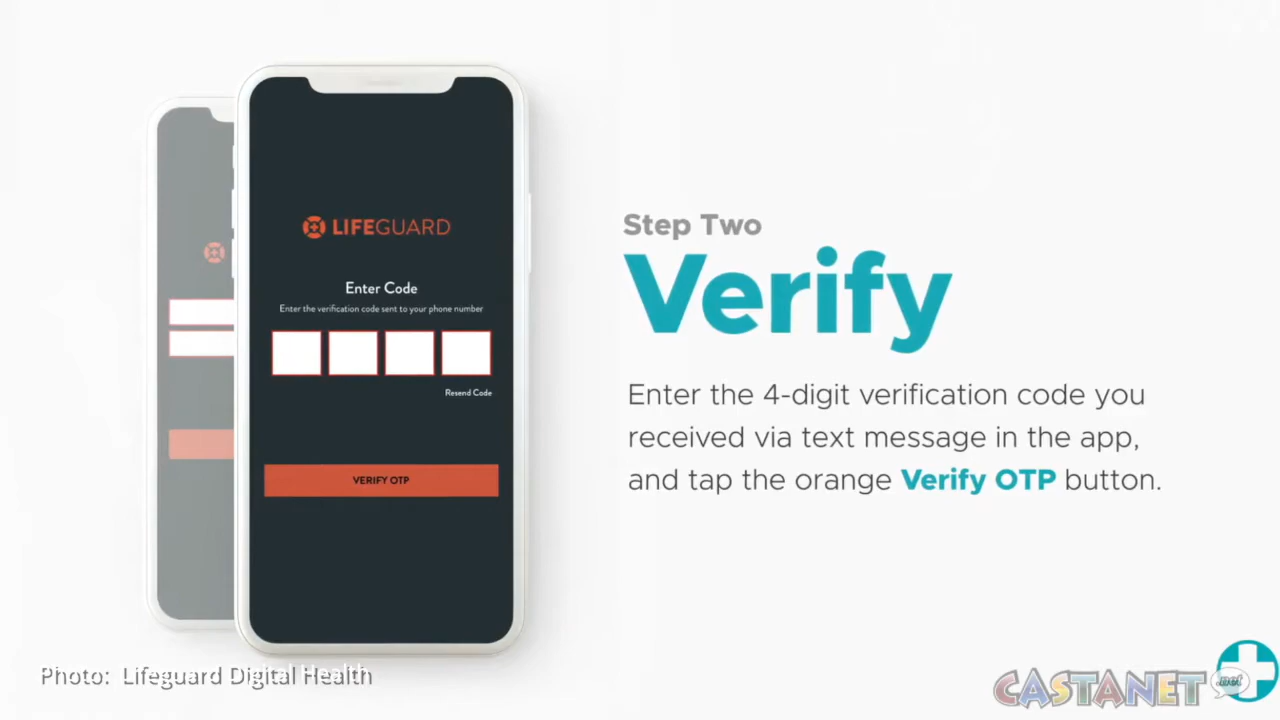 LIFEGUARD
Enter Code
Enter the verification code sent to your phone number
Resend Code
VERIFY OTP
Step Two
Verify
Enter the 4-digit verification code you
received via text message in the app,
and tap the orange Verify OTP button.
Photo: Lifeguard Digital Health
CASTANET
.net